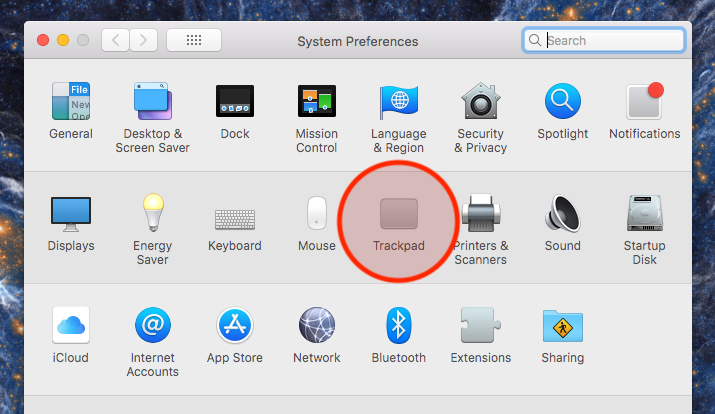 System Preferences
Search
File
New
Ope
General
Desktop &
Screen Saver
Dock
Mission
Control
Language
& Region
Security
& Privacy
Spotlight
Notifications
Displays
Energy
Saver
Keyboard
Mouse
Trackpad
Printers &
Scanners
Sound
Startup
Disk
iCloud
Internet
Accounts
App Store
Network
Bluetooth
Extensions
Sharing